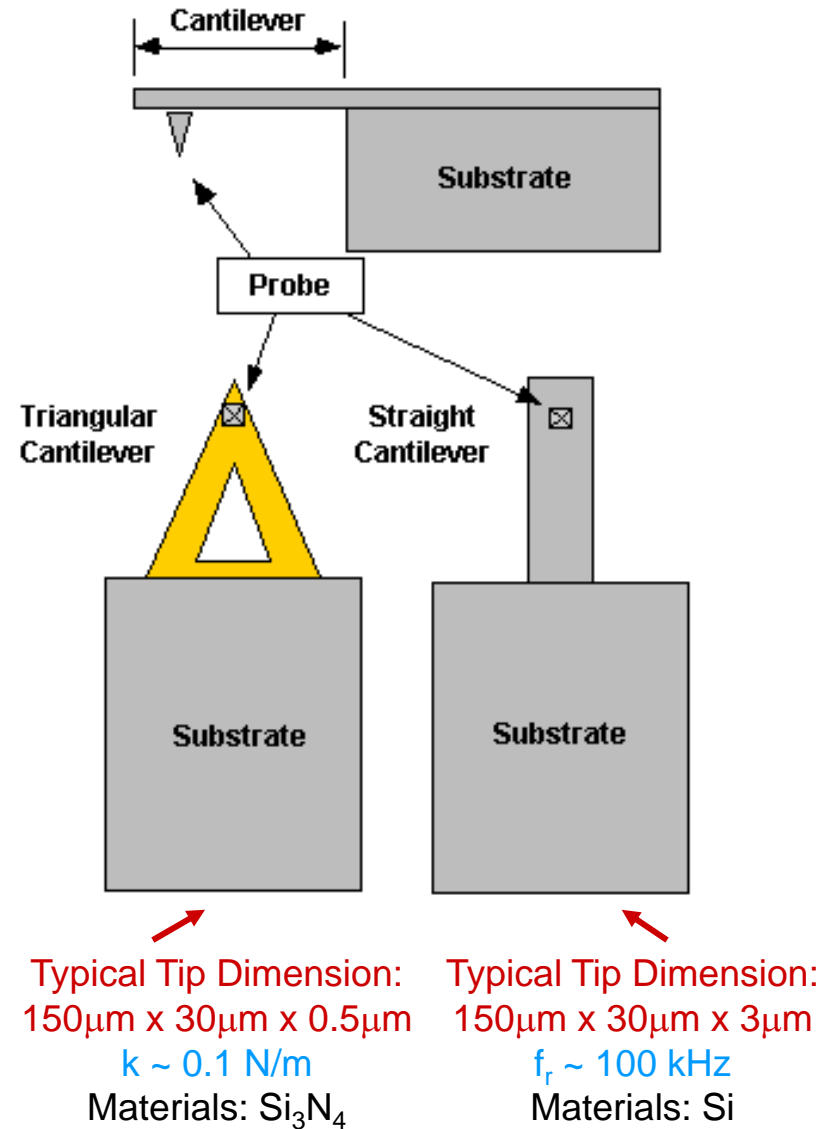 Cantilever
Substrate
Probe
Triangular
Cantilever
Straight
Cantilever
Substrate
Substrate
Typical Tip Dimension:
150μm x 30μm x 0.5μm
k ~ 0.1 N/m
Materials: Si₃N₄
Typical Tip Dimension:
150μm x 30μm x 3μm
fᵣ ~ 100 kHz
Materials: Si